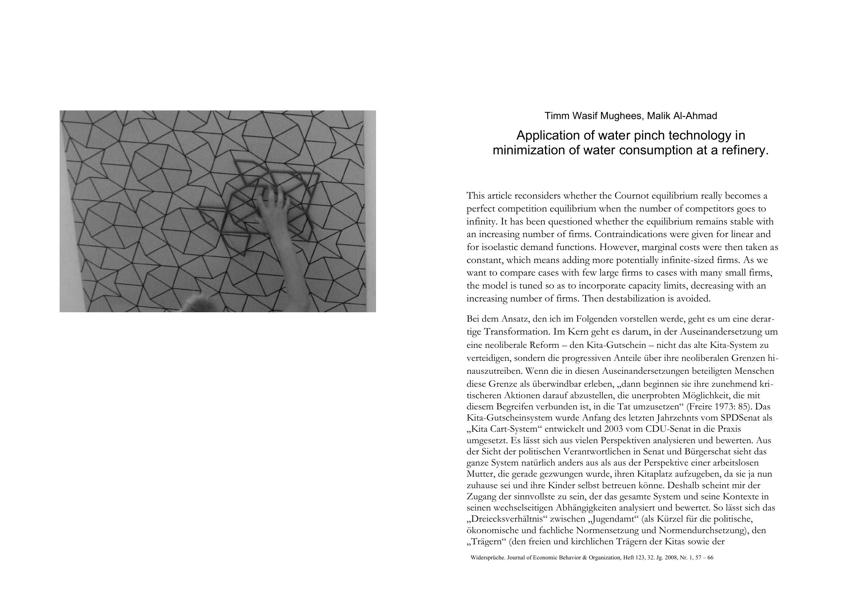 Timm Wasif Mughees, Malik Al-Ahmad
Application of water pinch technology in
minimization of water consumption at a refinery.
This article reconsiders whether the Cournot equilibrium really becomes a
perfect competition equilibrium when the number of competitors goes to
infinity. It has been questioned whether the equilibrium remains stable with
an increasing number of firms. Contraindications were given for linear and
for isoelastic demand functions. However, marginal costs were then taken as
constant, which means adding more potentially infinite-sized firms. As we
want to compare cases with few large firms to cases with many small firms,
the model is tuned so as to incorporate capacity limits, decreasing with an
increasing number of firms. Then destabilization is avoided.
Bei dem Ansatz, den ich im Folgenden vorstellen werde, geht es um eine derar-
tige Transformation. Im Kern geht es darum, in der Auseinandersetzung um
eine neoliberale Reform – den Kita-Gutschein – nicht das alte Kita-System zu
verteidigen, sondern die progressiven Anteile über ihre neoliberalen Grenzen hi-
nauszutreiben. Wenn die in diesen Auseinandersetzungen beteiligten Menschen
diese Grenze als überwindbar erleben, „dann beginnen sie ihre zunehmend kri-
tischeren Aktionen darauf abzustellen, die unerprobten Möglichkeit, die mit
diesem Begreifen verbunden ist, in die Tat umzusetzen“ (Freire 1973: 85). Das
Kita-Gutscheinsystem wurde Anfang des letzten Jahrzehnts vom SPDSenat als
„Kita Cart-System“ entwickelt und 2003 vom CDU-Senat in die Praxis
umgesetzt. Es lässt sich aus vielen Perspektiven analysieren und bewerten. Aus
der Sicht der politischen Verantwortlichen in Senat und Bürgerschat sieht das
ganze System natürlich anders aus als aus der Perspektive einer arbeitslosen
Mutter, die gerade gezwungen wurde, ihren Kitaplatz aufzugeben, da sie ja nun
zuhause sei und ihre Kinder selbst betreuen könne. Deshalb scheint mir der
Zugang der sinnvollste zu sein, der das gesamte System und seine Kontexte in
seinen wechselseitigen Abhängigkeiten analysiert und bewertet. So lässt sich das
„Dreiecksverhältnis“ zwischen „Jugendamt“ (als Kürzel für die politische,
ökonomische und fachliche Normensetzung und Normendurchsetzung), den
„Trägern“ (den freien und kirchlichen Trägern der Kitas sowie der
Widersprüche. Journal of Economic Behavior & Organization, Heft 123, 32. Jg. 2008, Nr. 1, 57 – 66